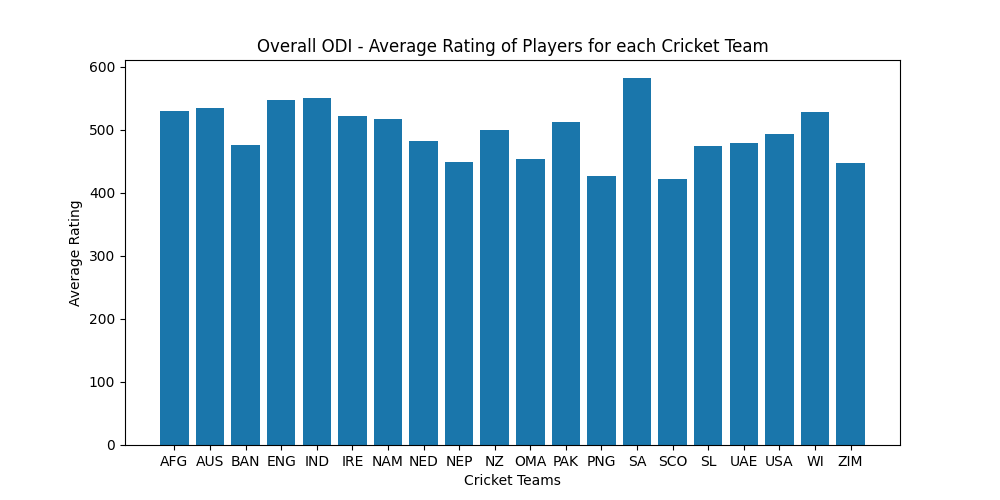 Overall ODI - Average Rating of Players for each Cricket Team
600
500
400
300
200
100
0
Average Rating
AFG AUS BAN ENG IND IRE NAM NED NEP NZ OMA PAK PNG SA SCO SL UAE USA WI ZIM
Cricket Teams